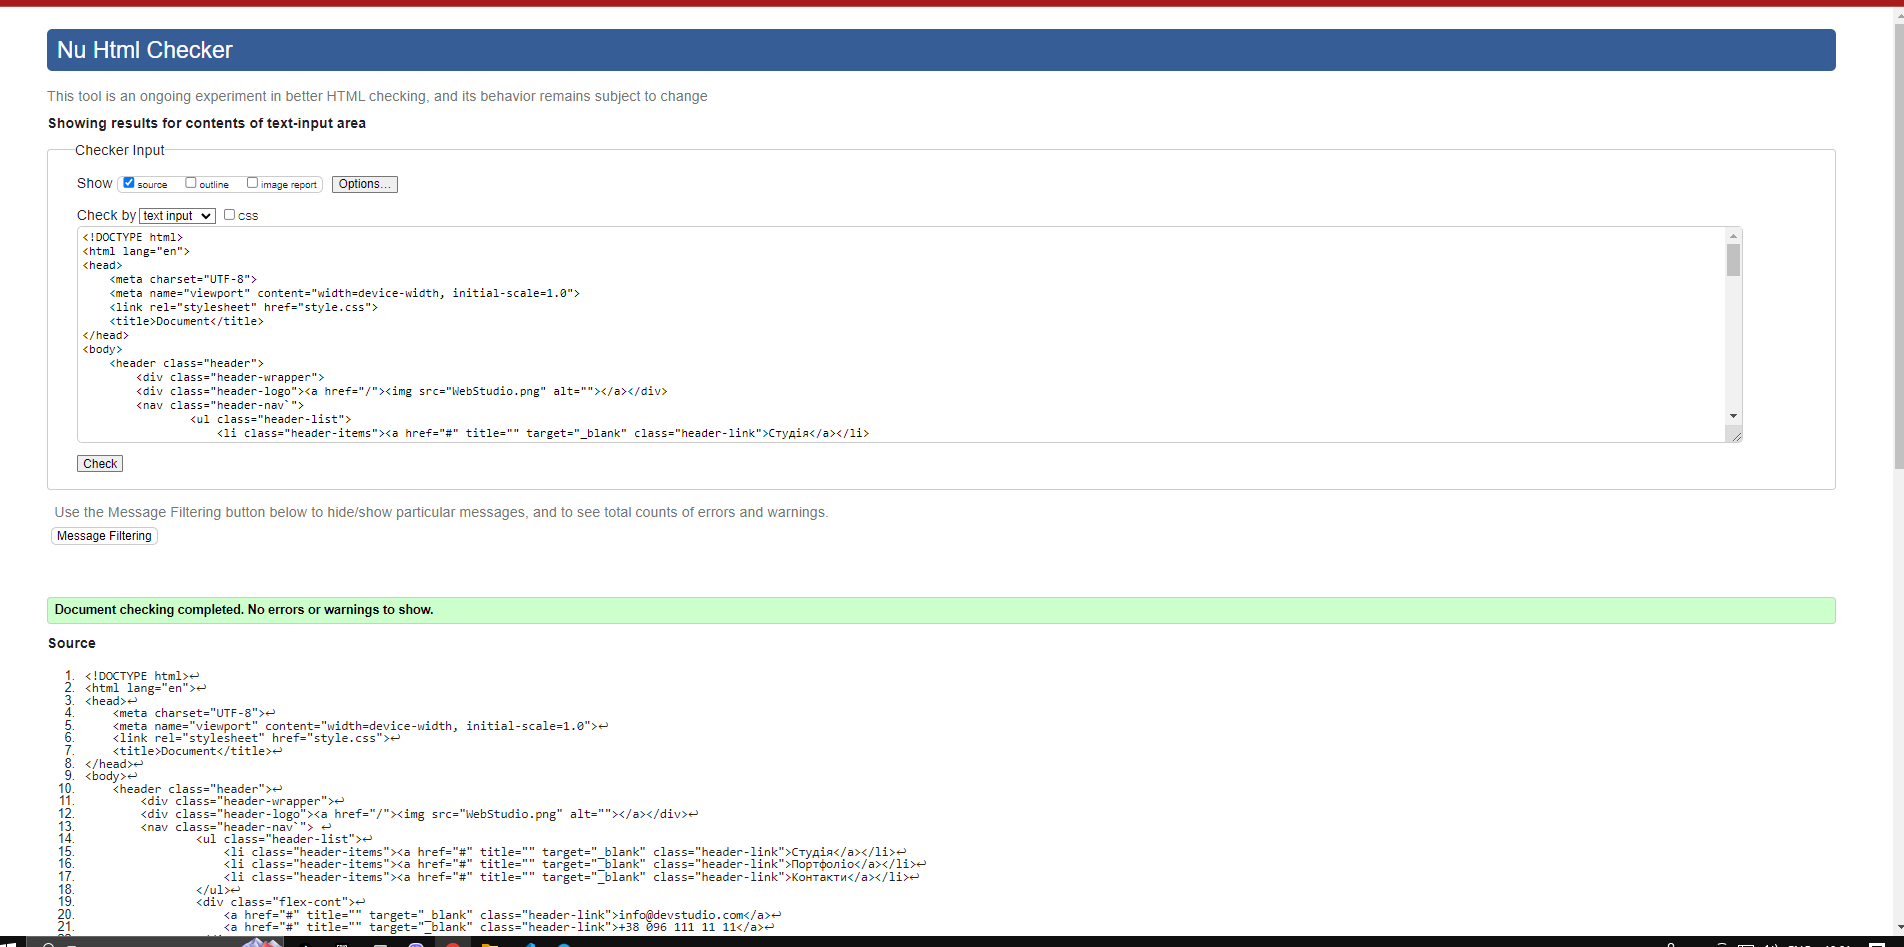 Nu Html Checker
This tool is an ongoing experiment in better HTML checking, and its behavior remains subject to change
Showing results for contents of text-input area
Checker Input
Show source outline image report Options...
Check by text input css
<!DOCTYPE html>
<html lang="en">
<head>
    <meta charset="UTF-8">
    <meta name="viewport" content="width=device-width, initial-scale=1.0">
    <link rel="stylesheet" href="style.css">
    <title>Document</title>
</head>
<body>
    <header class="header">
        <div class="header-wrapper">
        <div class="header-logo"><a href="/"><img src="WebStudio.png" alt=""></a></div>
        <nav class="header-nav`">
                <ul class="header-list">
                    <li class="header-items"><a href="#" title="" target="_blank" class="header-link">Студія</a></li>
Check
Use the Message Filtering button below to hide/show particular messages, and to see total counts of errors and warnings.
Message Filtering
Document checking completed. No errors or warnings to show.
Source
1. <!DOCTYPE html>↩
2. <html lang="en">↩
3. <head>↩
4.     <meta charset="UTF-8">↩
5.     <meta name="viewport" content="width=device-width, initial-scale=1.0">↩
6.     <link rel="stylesheet" href="style.css">↩
7.     <title>Document</title>↩
8. </head>↩
9. <body>↩
10.     <header class="header">↩
11.         <div class="header-wrapper">↩
12.         <div class="header-logo"><a href="/"><img src="WebStudio.png" alt=""></a></div>↩
13.         <nav class="header-nav`"> ↩
14.                 <ul class="header-list">↩
15.                     <li class="header-items"><a href="#" title="" target="_blank" class="header-link">Студія</a></li>↩
16.                     <li class="header-items"><a href="#" title="" target="_blank" class="header-link">Портфоліо</a></li>↩
17.                     <li class="header-items"><a href="#" title="" target="_blank" class="header-link">Контакти</a></li>↩
18.                 </ul>↩
19.                 <div class="flex-cont">↩
20.                     <a href="#" title="" target="_blank" class="header-link">info@devstudio.com</a>↩
21.                     <a href="#" title="" target="_blank" class="header-link">+38 096 111 11 11</a>↩